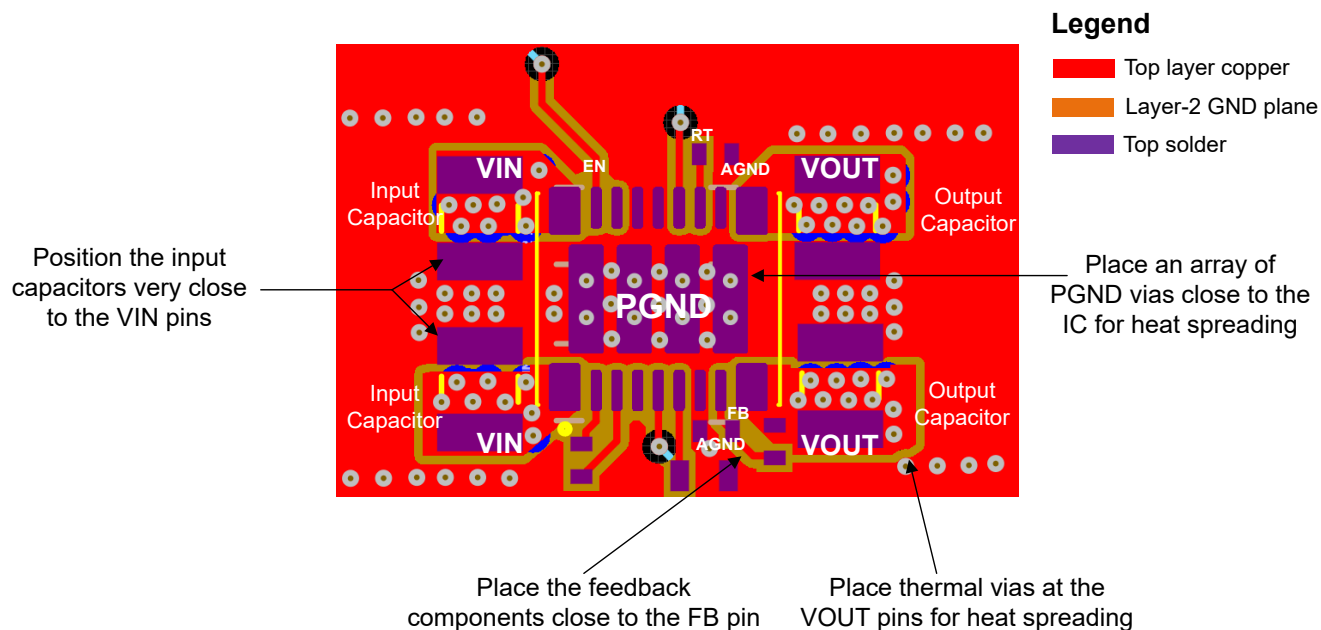 Legend
Top layer copper
Layer-2 GND plane
Top solder
RT
EN
AGND
VIN
VOUT
Input
Capacitor
Output
Capacitor
Position the input
capacitors very close
to the VIN pins
PGND
Place an array of
PGND vias close to the
IC for heat spreading
Input
Capacitor
Output
Capacitor
FB
AGND
VIN
VOUT
Place the feedback
components close to the FB pin
Place thermal vias at the
VOUT pins for heat spreading